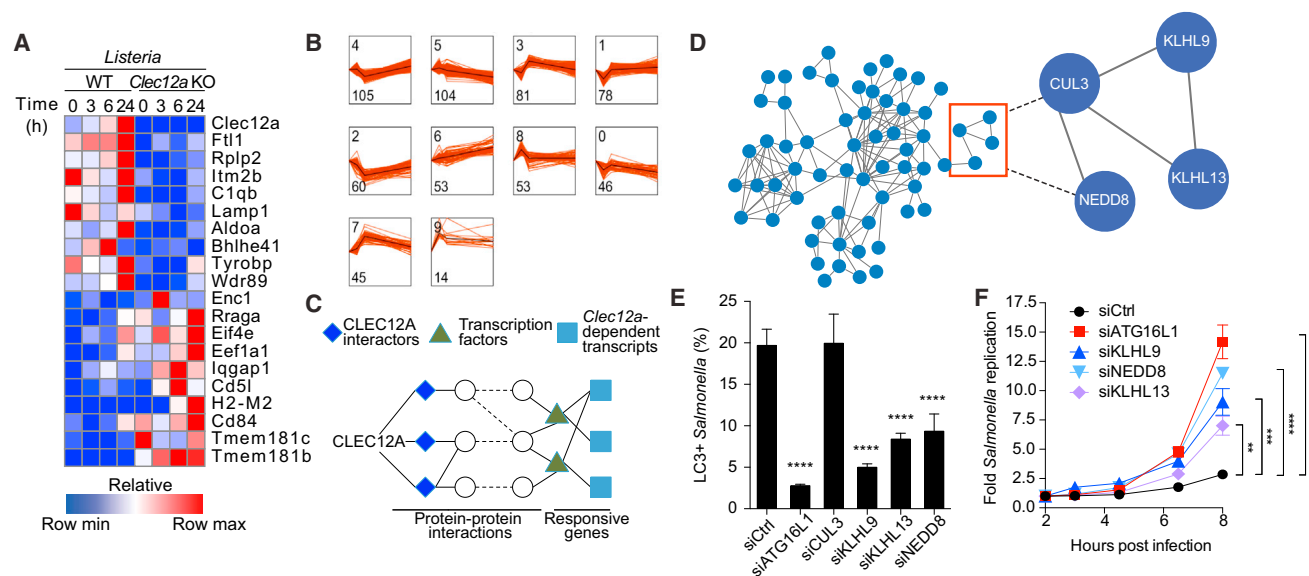 A
Listeria
WT Clec12a KO
Time (h) 0 3 6 24 0 3 6 24
Clec12a
Ftl1
Rplp2
Itm2b
C1qb
Lamp1
Aldoa
Bhlhe41
Tyrobp
Wdr89
Enc1
Rraga
Eif4e
Eef1a1
Iqgap1
Cd5l
H2-M2
Cd84
Tmem181c
Tmem181b
Relative
Row min Row max
B
4 5 3 1
105 104 81 78
2 6 8 0
60 53 53 46
7 9
45 14
C
CLEC12A interactors
Transcription factors
Clec12a-dependent transcripts
CLEC12A
Protein-protein interactions
Responsive genes
D
KLHL9
CUL3
KLHL13
NEDD8
E
LC3+ Salmonella (%)
25
20
15
10
5
0
****
****
****
****
siCtrl
siATG16L1
siCUL3
siKLHL9
siKLHL13
siNEDD8
F
Fold Salmonella replication
17.5
15.0
12.5
10.0
7.5
5.0
2.5
0.0
siCtrl
siATG16L1
siKLHL9
siNEDD8
siKLHL13
**
***
****
2 4 6 8
Hours post infection